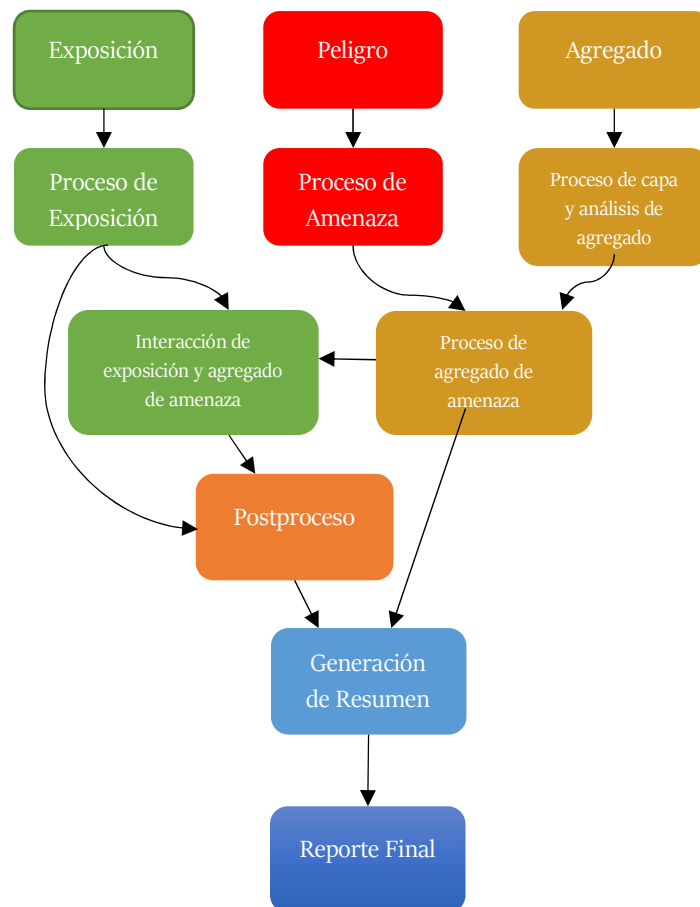 Exposición
Peligro
Agregado
Proceso de
Exposición
Proceso de
Amenaza
Proceso de capa
y análisis de
agregado
Interacción de
exposición y agregado
de amenaza
Proceso de
agregado de
amenaza
Postproceso
Generación
de Resumen
Reporte Final